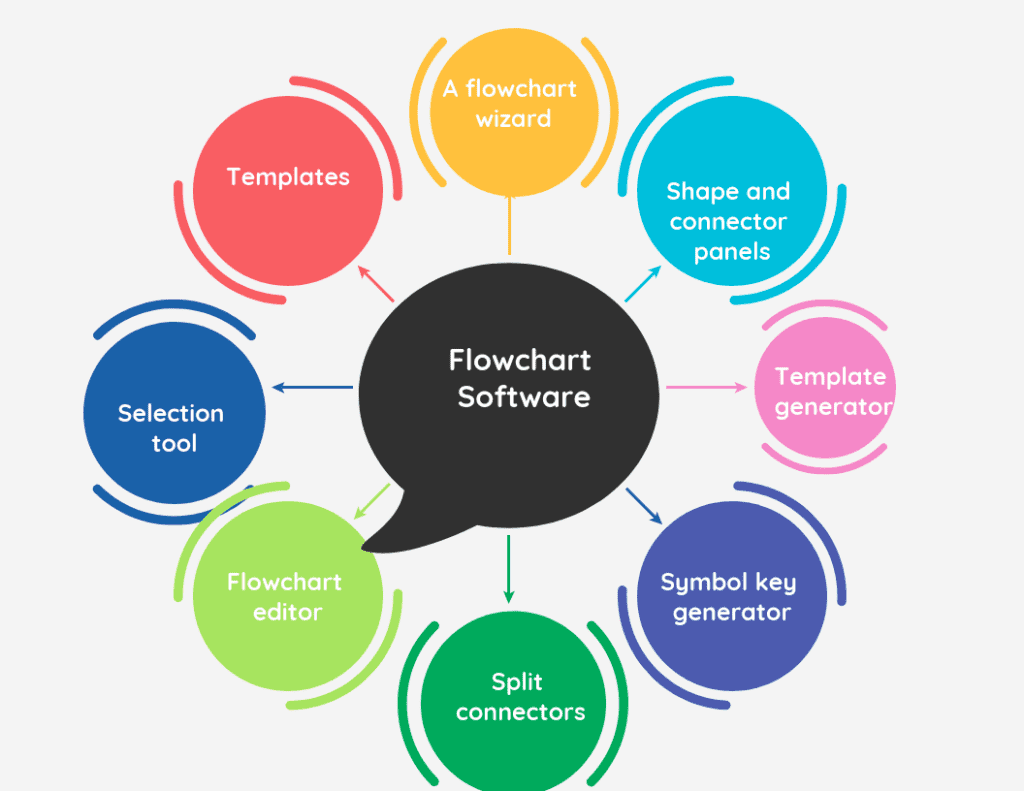 A flowchart
wizard
Templates
Shape and
connector
panels
Flowchart
Software
Template
generator
Selection
tool
Flowchart
editor
Symbol key
generator
Split
connectors